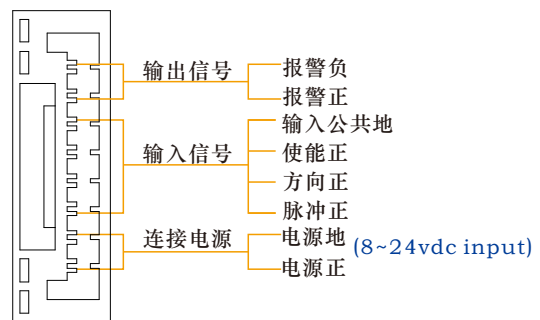 输出信号
报警负
报警正
输入信号
输入公共地
使能正
方向正
脉冲正
连接电源
电源地
电源正
(8~24vdc input)